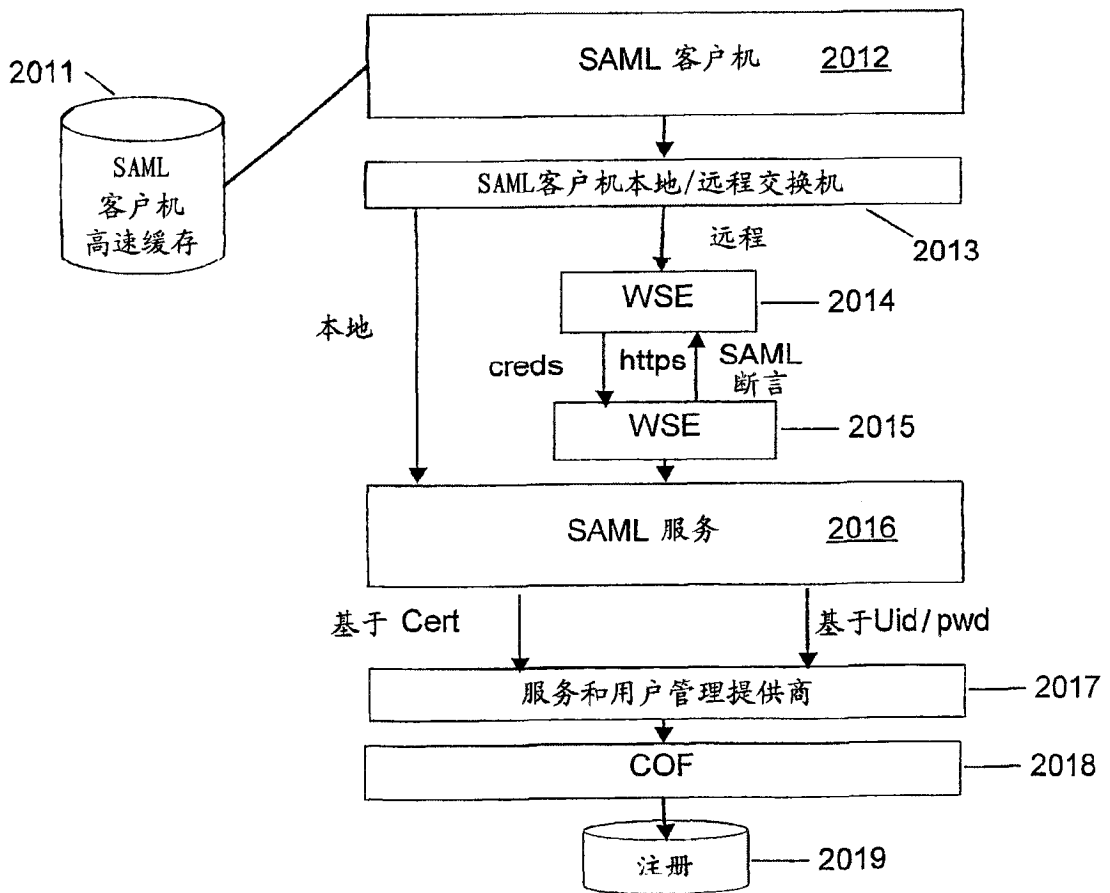 SAML 客户机 2012
2011
SAML
客户机
高速缓存
SAML客户机本地/远程交换机
2013
远程
WSE
2014
本地
creds
https
SAML
断言
WSE
2015
SAML 服务 2016
基于 Cert
基于Uid/pwd
服务和用户管理提供商
2017
COF
2018
注册
2019